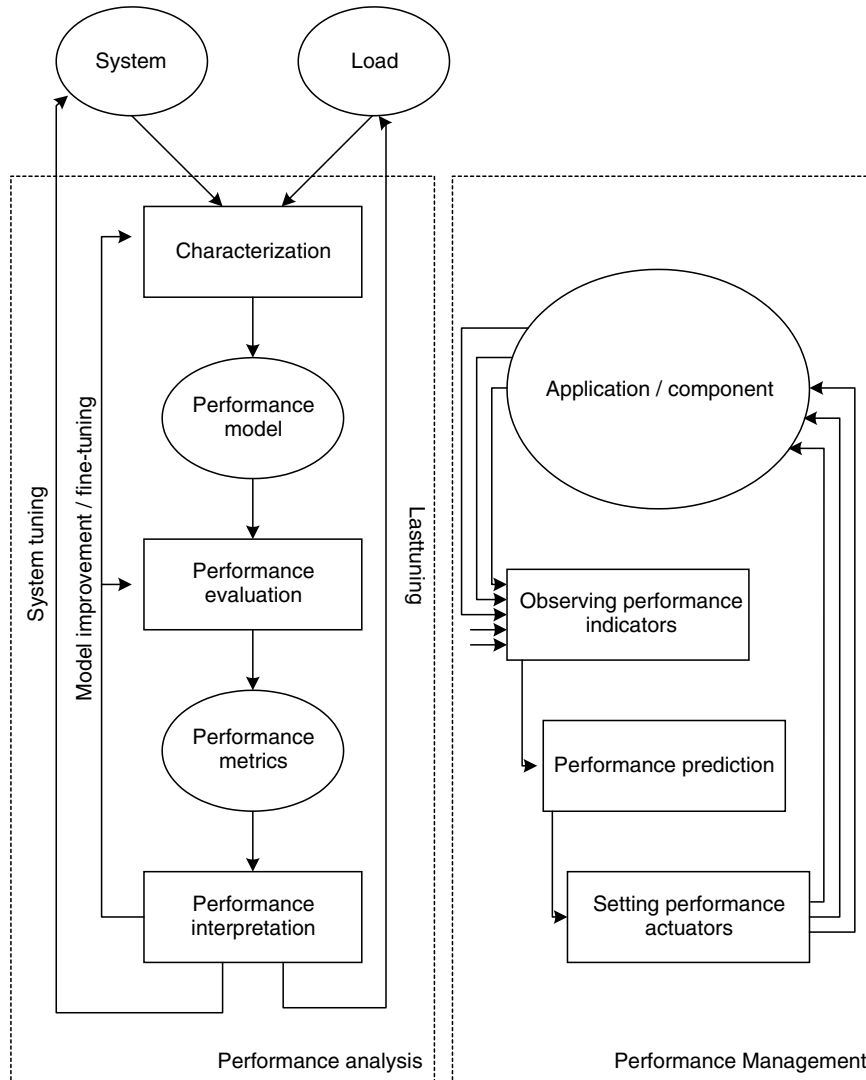 System
Load
Characterization
Performance
model
Performance
evaluation
Performance
metrics
Performance
interpretation
System tuning
Model improvement / fine-tuning
Lasttuning
Performance analysis
Application / component
Observing performance
indicators
Performance prediction
Setting performance
actuators
Performance Management